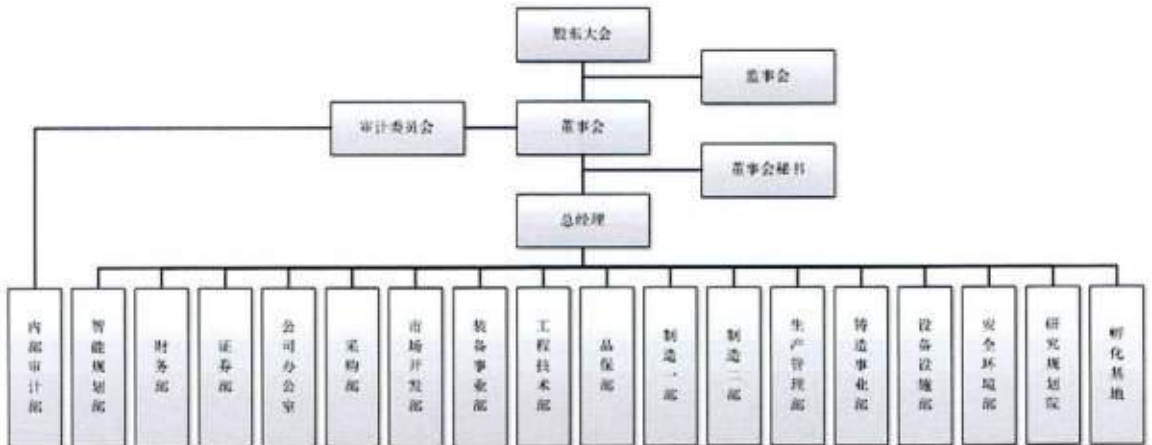 股东大会
监事会
审计委员会
董事会
董事会秘书
总经理
内部审计部
智能规划部
财务部
证券部
公司办公室
采购部
市场开发部
装备事业部
工程技术部
品保部
制造一部
制造二部
生产管理部
铸造事业部
设备设施部
安全环境部
研究规划院
孵化基地